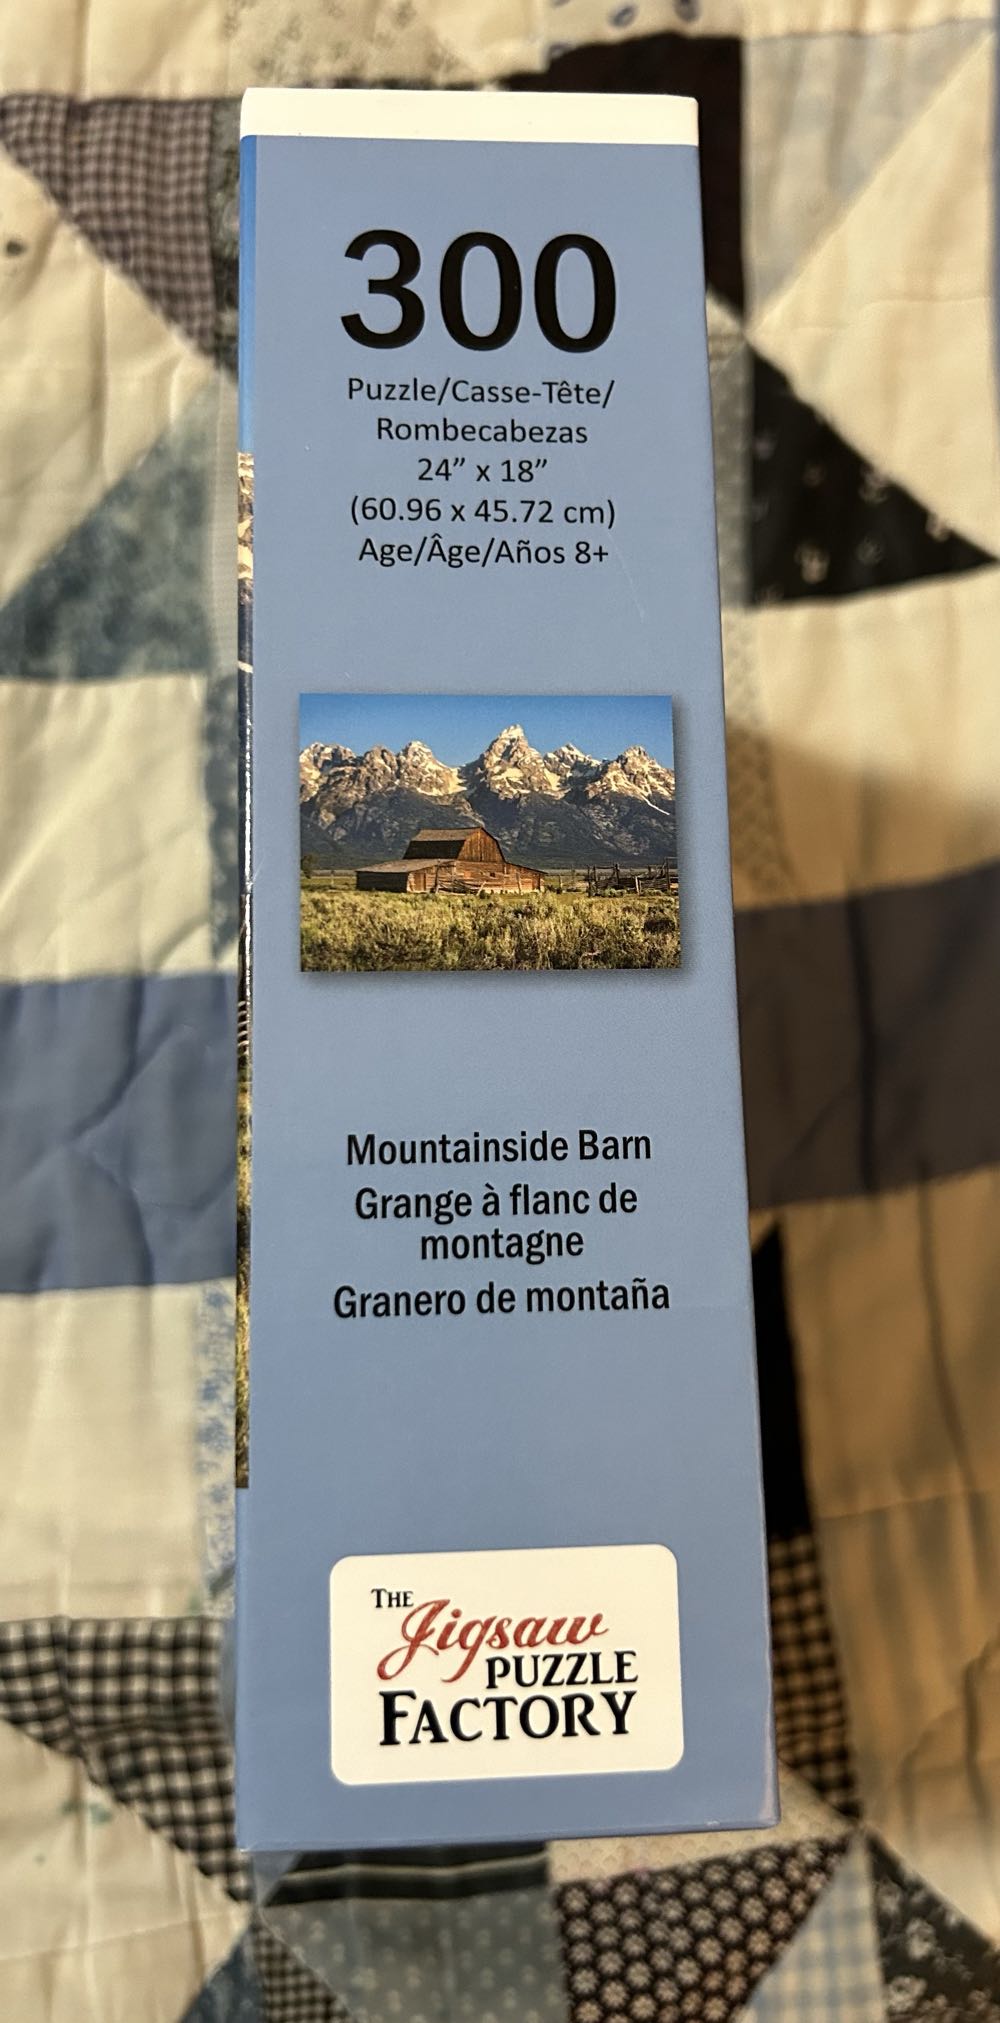 300
Puzzle/Casse-Tête/
Rombecabezas
24” x 18”
(60.96 x 45.72 cm)
Age/Âge/Años 8+
Mountainside Barn
Grange à flanc de
montagne
Granero de montaña
THE
Jigsaw
PUZZLE
FACTORY